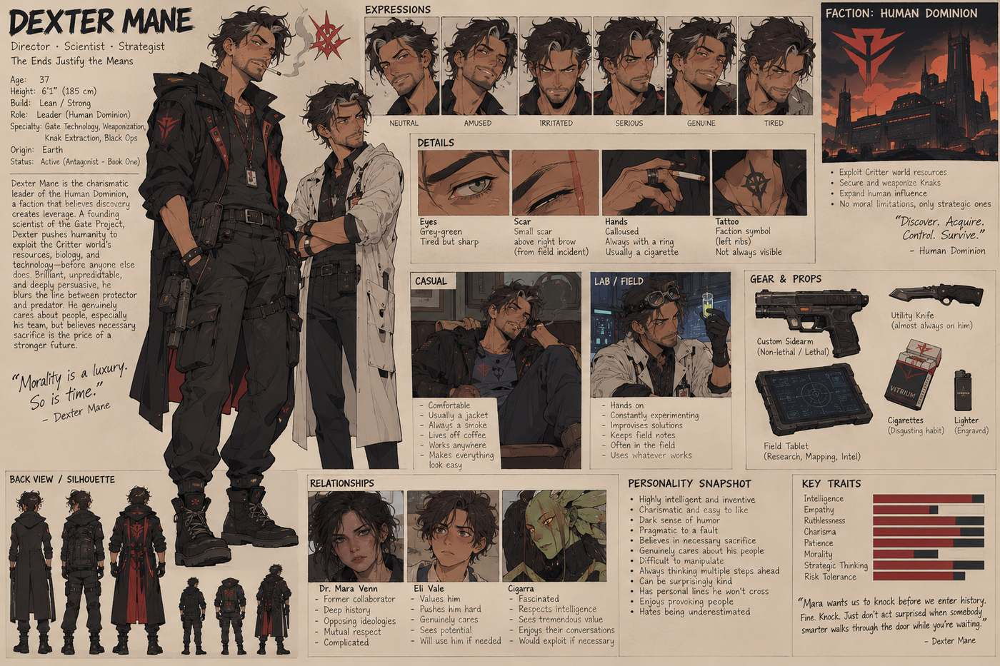 DEXTER MANE
Director · Scientist · Strategist
The Ends Justify the Means
Age: 37
Height: 6'1" (185 cm)
Build: Lean / Strong
Role: Leader (Human Dominion)
Specialty: Gate Technology, Weaponization,
Knak Extraction, Black Ops
Origin: Earth
Status: Active (Antagonist - Book One)
Dexter Mane is the charismatic
leader of the Human Dominion,
a faction that believes discovery
creates leverage. A founding
scientist of the Gate Project,
Dexter pushes humanity to
exploit the Critter world's
resources, biology, and
technology—before anyone else
does. Brilliant, unpredidtable,
and deeply persuasive, he
blurs the line between protector
and predator. He genuinely
cares about people, especially
his team, but believes necessary
sacrifice is the price of a
stronger future.
"Morality is a luxury.
So is time."
- Dexter Mane
EXPRESSIONS
NEUTRAL
AMUSED
IRRITATED
SERIOUS
GENUINE
TIRED
DETAILS
Eyes
Grey-green
Tired but sharp
Scar
Small scar
above right brow
(from field incident)
Hands
Calloused
Always with a ring
Usually a cigarette
Tattoo
Faction symbol
(left ribs)
Not always visible
FACTION: HUMAN DOMINION
• Exploit Critter world resources
• Secure and weaponize Knaks
• Expand human influence
• No moral limitations, only strategic ones
"Discover. Acquire.
Control. Survive."
- Human Dominion
CASUAL
- Comfortable
- Usually a jacket
- Always a smoke
- Lives off coffee
- Works anywhere
- Makes everything
look easy
LAB / FIELD
- Hands on
- Constantly experimenting
- Improvises solutions
- Keeps field notes
- Often in the field
- Uses whatever works
GEAR & PROPS
Custom Sidearm
(Non-lethal / Lethal)
Utility Knife
(almost always on him)
Field Tablet
(Research, Mapping, Intel)
VITRIUM
Cigarettes
(Disgusting habit)
Lighter
(Engraved)
BACK VIEW / SILHOUETTE
RELATIONSHIPS
Dr. Mara Venn
- Former collaborator
- Deep history
- Opposing ideologies
- Mutual respect
- Complicated
Eli Vale
- Values him
- Pushes him hard
- Genuinely cares
- Sees potential
- Will use him if needed
Cigarra
- Fascinated
- Respects intelligence
- Sees tremendous value
- Enjoys their conversations
- Would exploit if necessary
PERSONALITY SNAPSHOT
• Highly intelligent and inventive
• Charismatic and easy to like
• Dark sense of humor
• Pragmatic to a fault
• Believes in necessary sacrifice
• Genuinely cares about his people
• Difficult to manipulate
• Always thinking multiple steps ahead
• Can be surprisingly kind
• Has personal lines he won't cross
• Enjoys provoking people
• Hates being underestimated
KEY TRAITS
Intelligence
Empathy
Ruthlessness
Charisma
Patience
Morality
Strategic Thinking
Risk Tolerance
"Mara wants us to knock before we enter history.
Fine. Knock. Just don't act surprised when somebody
smarter walks through the door while you're waiting."
- Dexter Mane